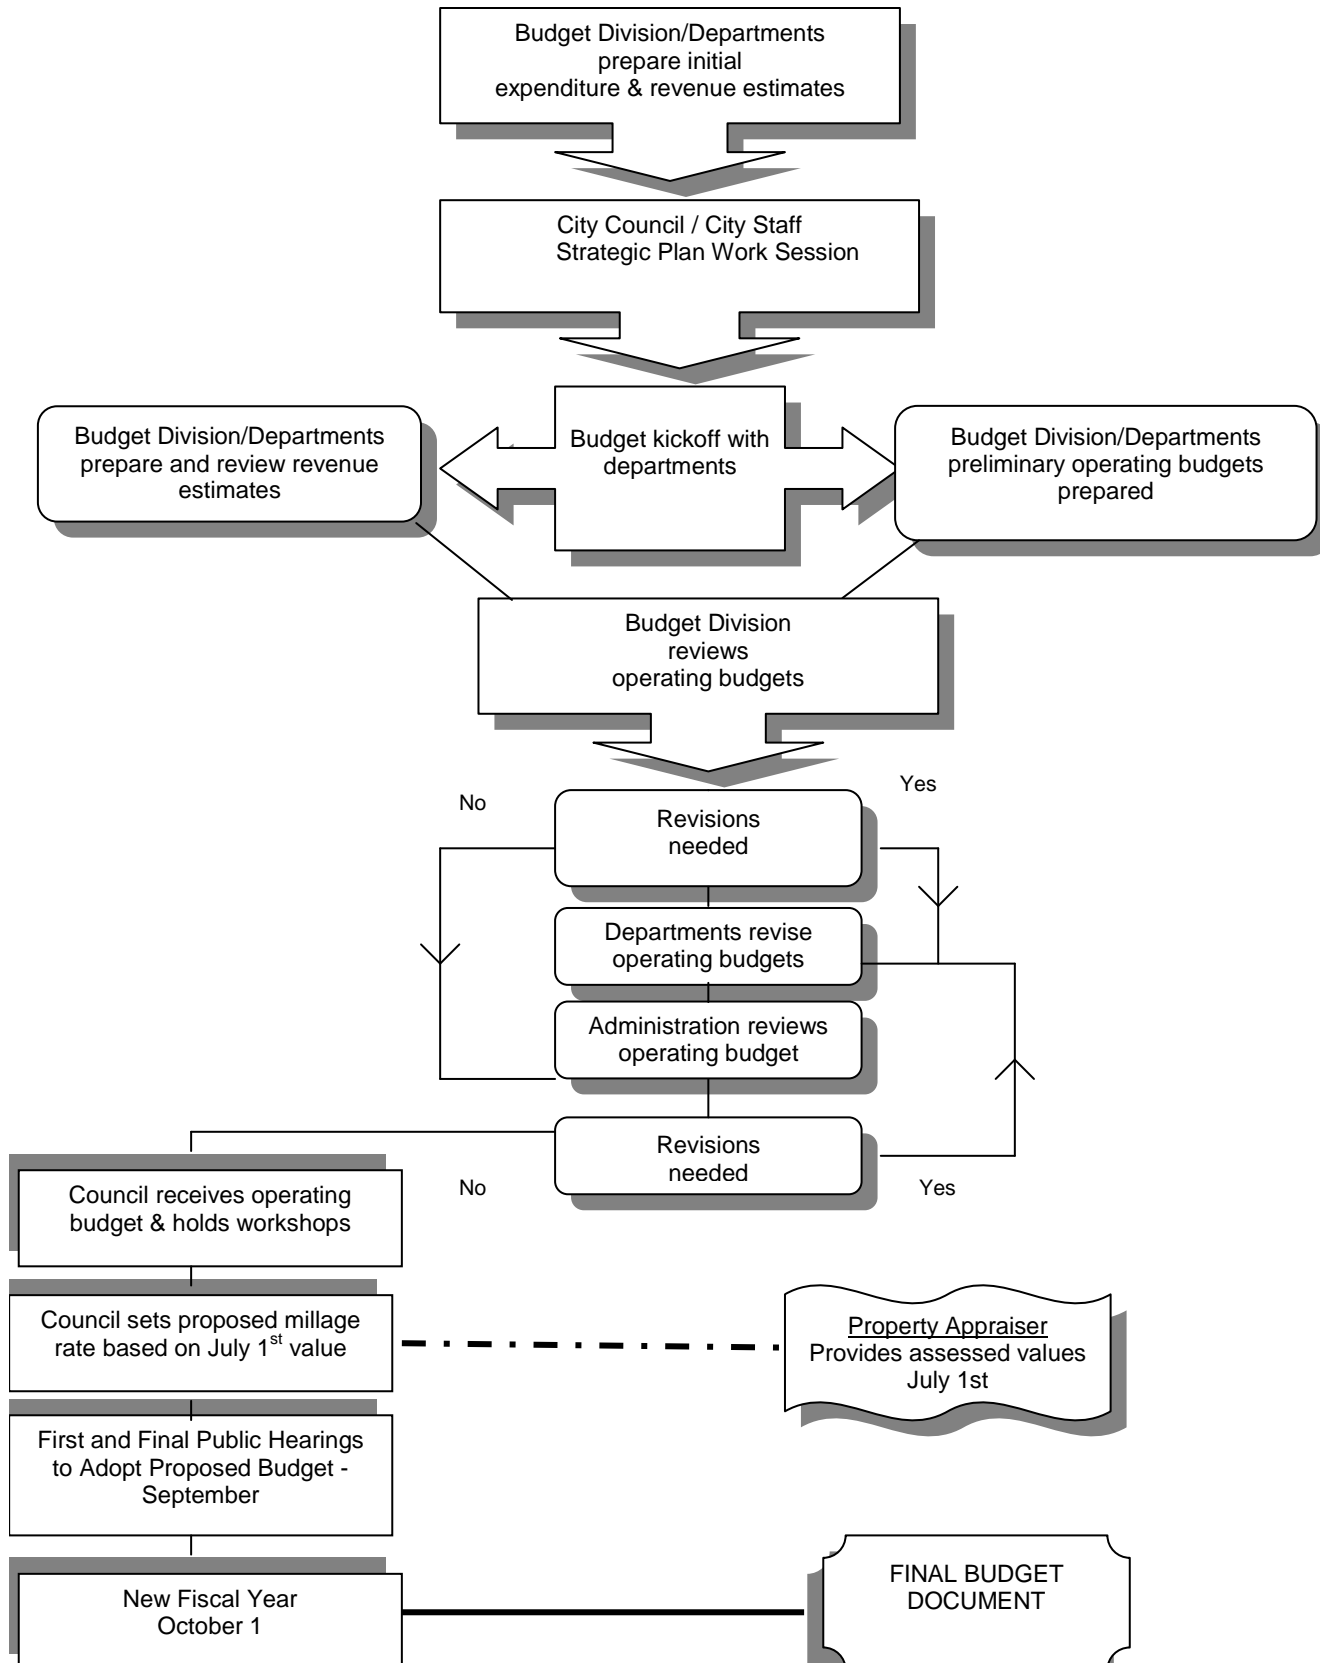 Budget Division/Departments
prepare initial
expenditure & revenue estimates
City Council / City Staff
Strategic Plan Work Session
Budget Division/Departments
prepare and review revenue
estimates
Budget kickoff with
departments
Budget Division/Departments
preliminary operating budgets
prepared
Budget Division
reviews
operating budgets
No
Yes
Revisions
needed
Departments revise
operating budgets
Administration reviews
operating budget
Revisions
needed
No
Yes
Council receives operating
budget & holds workshops
Council sets proposed millage
rate based on July 1st value
Property Appraiser
Provides assessed values
July 1st
First and Final Public Hearings
to Adopt Proposed Budget -
September
New Fiscal Year
October 1
FINAL BUDGET
DOCUMENT